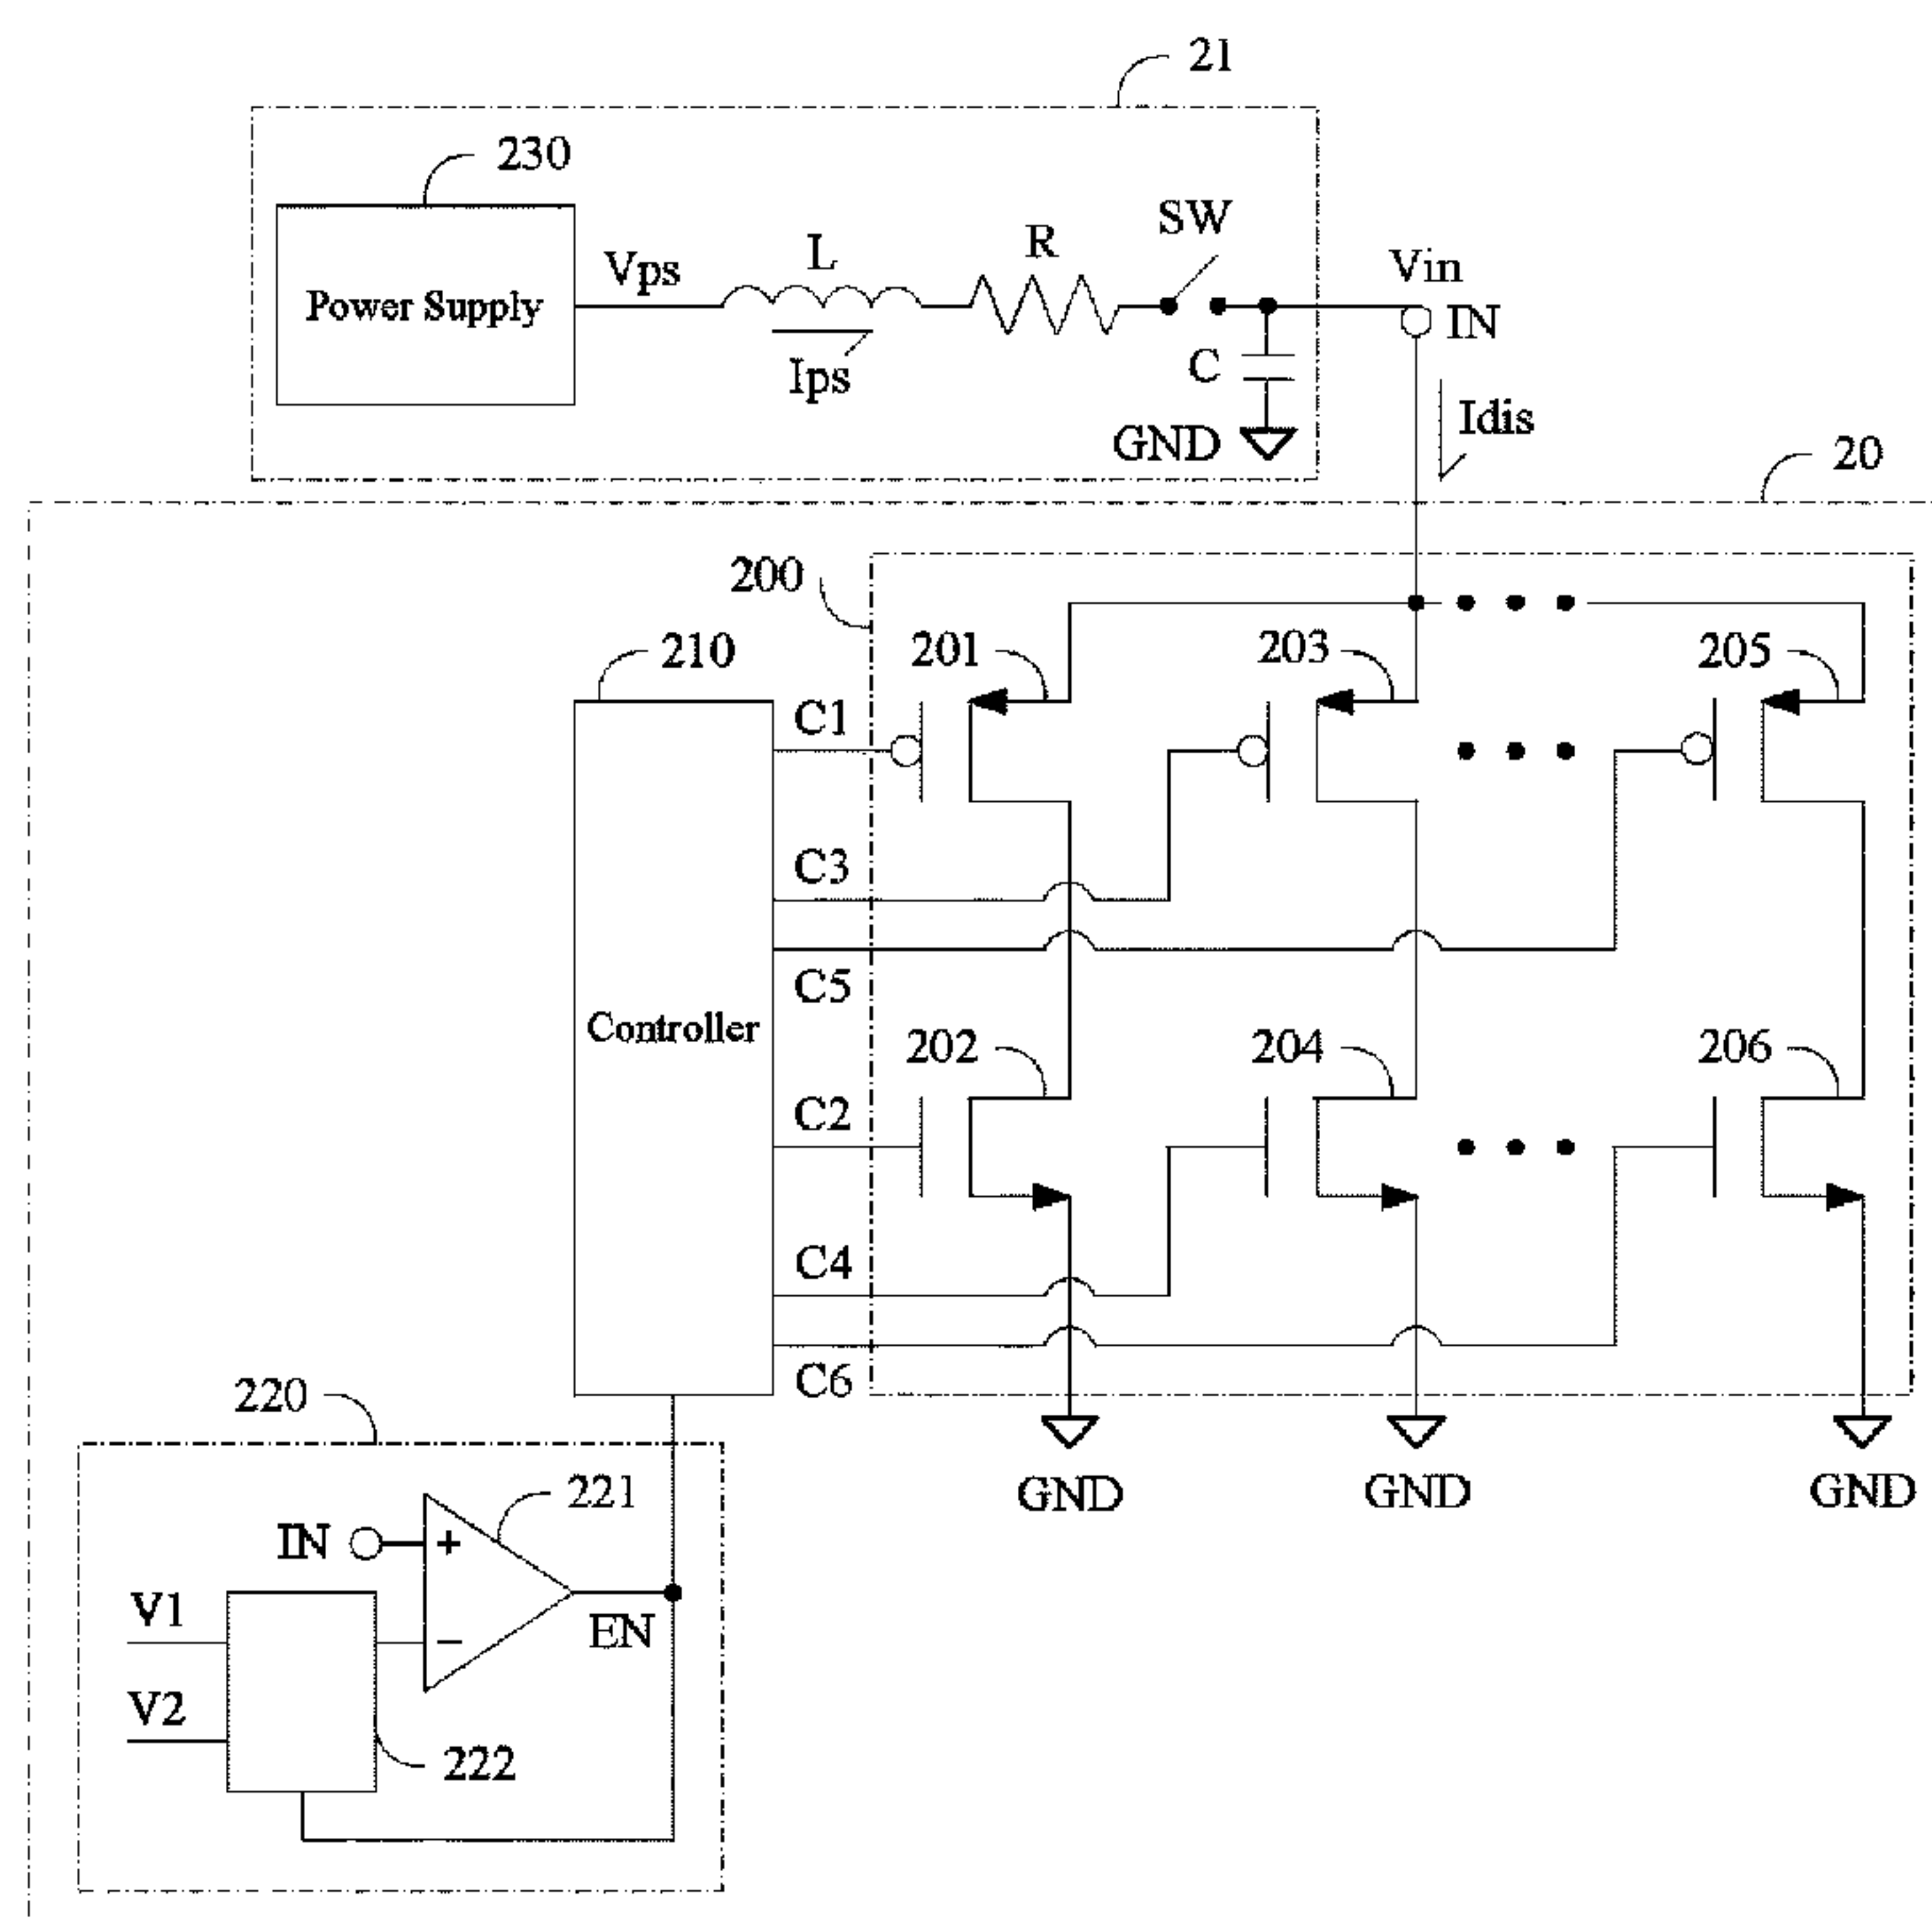 21
230
SW
L
R
Vps
Vin
Power Supply
IN
Ips
C
Idis
GND
20
200
210
201
203
205
C1
C3
C5
Controller
202
204
206
C2
C4
C6
220
GND
GND
GND
221
IN
+
V1
EN
−
V2
222